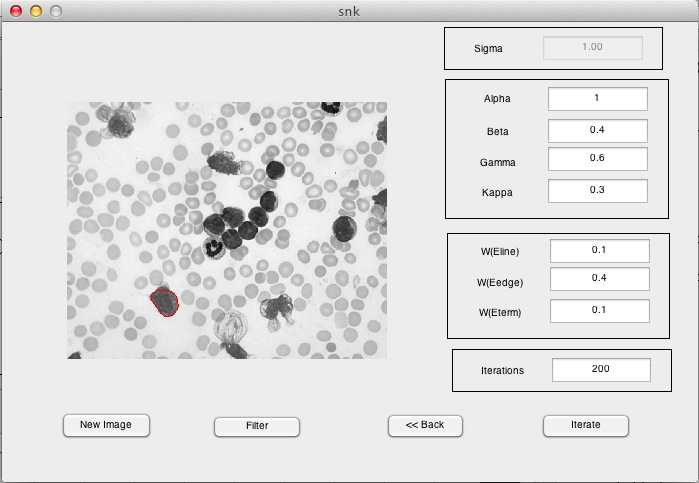 snk
Sigma 1.00
Alpha 1
Beta 0.4
Gamma 0.6
Kappa 0.3
W(Eline) 0.1
W(Eedge) 0.4
W(Eterm) 0.1
Iterations 200
New Image Filter << Back Iterate